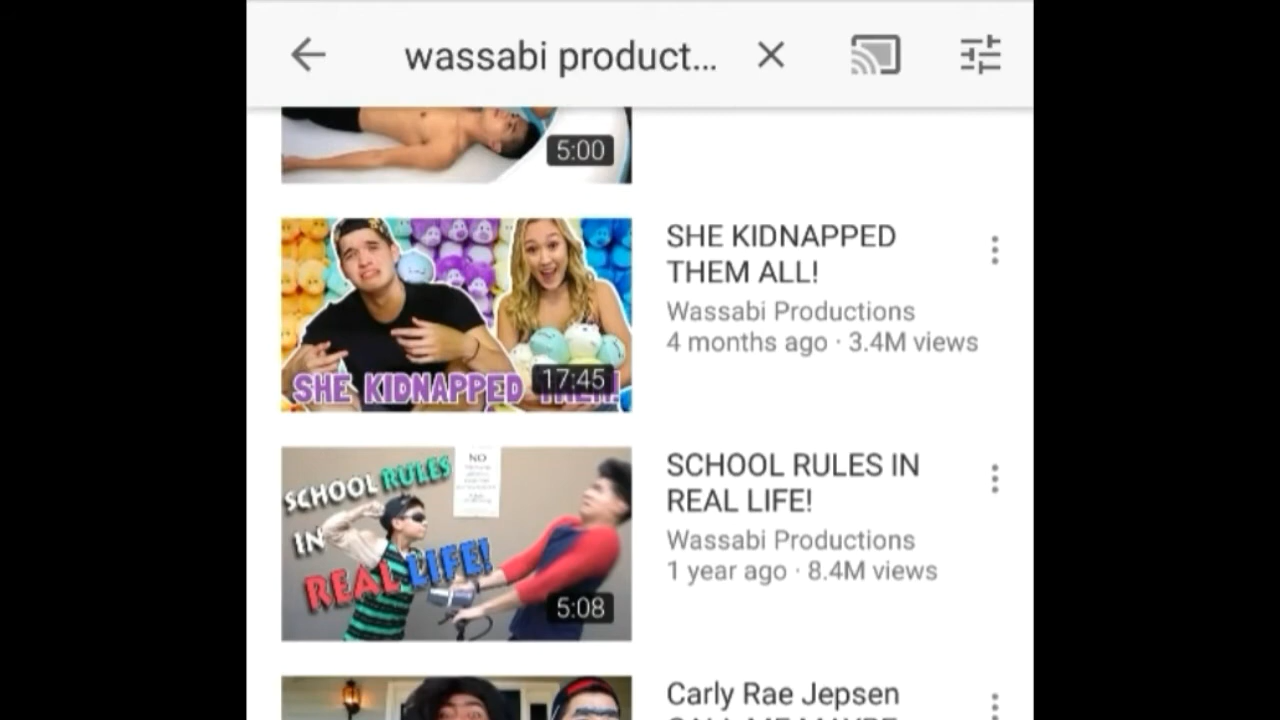 wassabi product...
5:00
SHE KIDNAPPED
THEM ALL!
Wassabi Productions
4 months ago · 3.4M views
SHE KIDNAPPED THEM!
17:45
SCHOOL RULES IN
REAL LIFE!
Wassabi Productions
1 year ago · 8.4M views
SCHOOL RULES
IN
REAL LIFE!
NO
5:08
Carly Rae Jepsen